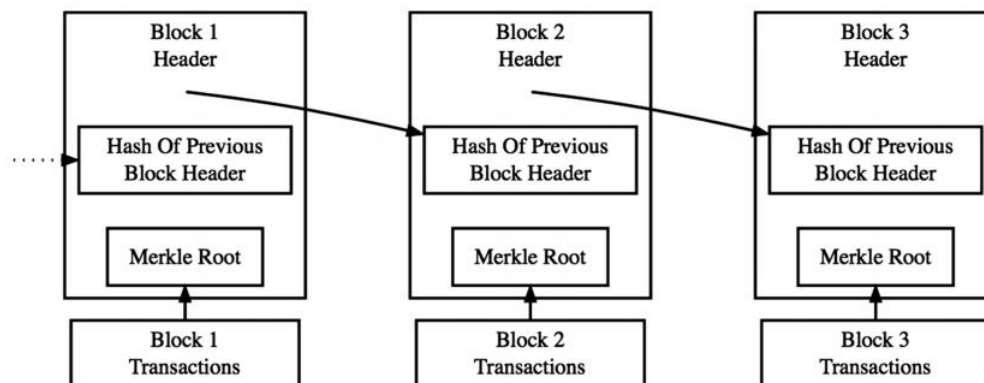 Block 1
Header
Hash Of Previous
Block Header
Merkle Root
Block 1
Transactions
Block 2
Header
Hash Of Previous
Block Header
Merkle Root
Block 2
Transactions
Block 3
Header
Hash Of Previous
Block Header
Merkle Root
Block 3
Transactions